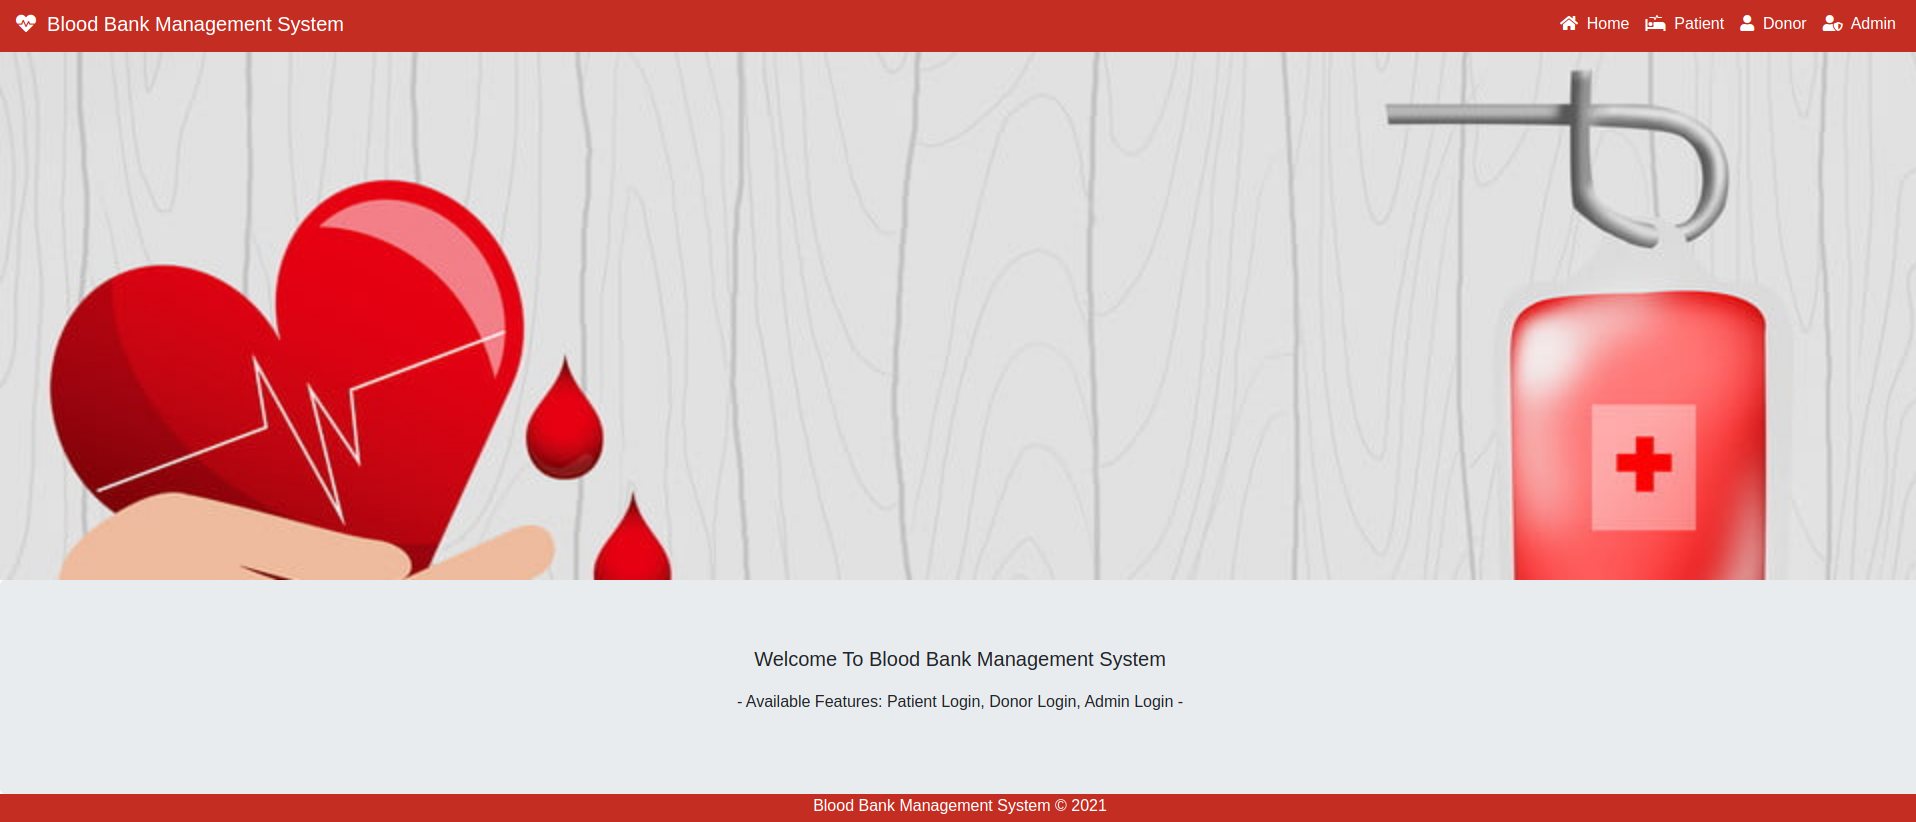 Blood Bank Management System
Home Patient Donor Admin
Welcome To Blood Bank Management System
- Available Features: Patient Login, Donor Login, Admin Login -
Blood Bank Management System © 2021